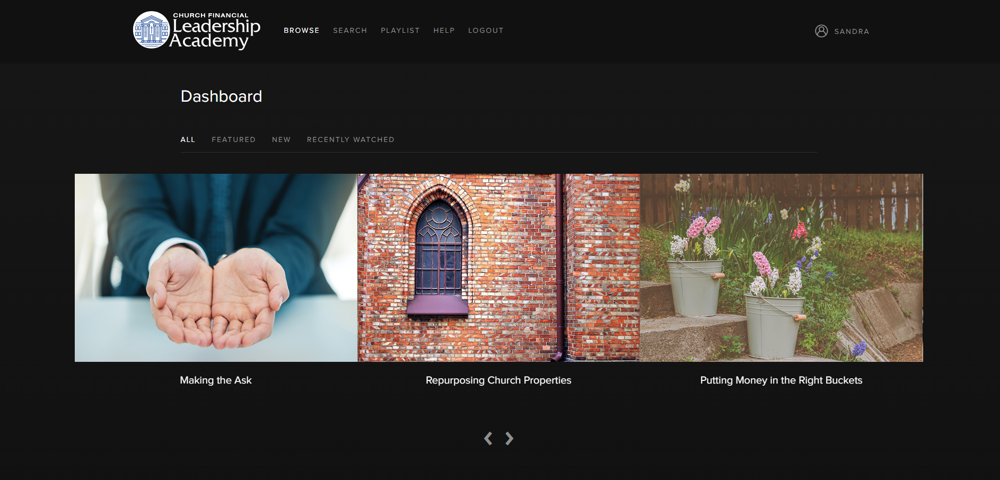 CHURCH FINANCIAL
Leadership
Academy
BROWSE SEARCH PLAYLIST HELP LOGOUT
SANDRA
Dashboard
ALL FEATURED NEW RECENTLY WATCHED
Making the Ask
Repurposing Church Properties
Putting Money in the Right Buckets